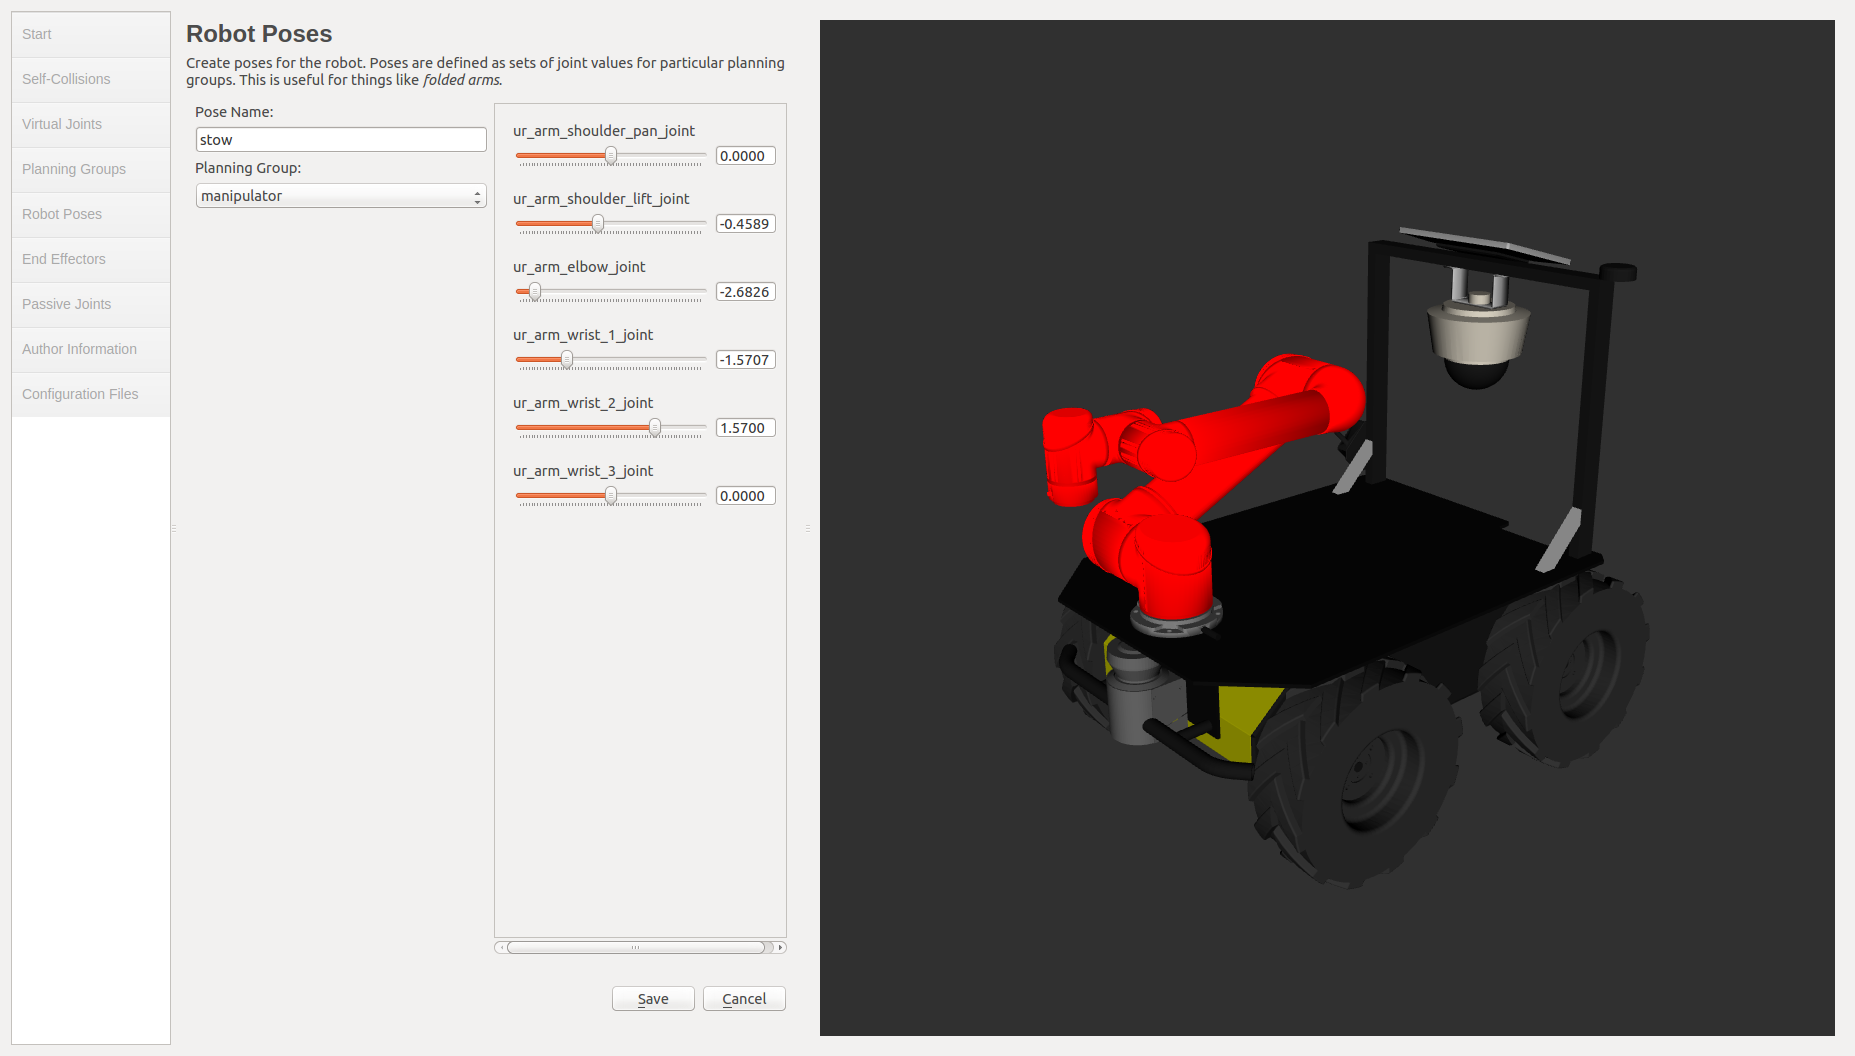 Start
Self-Collisions
Virtual Joints
Planning Groups
Robot Poses
End Effectors
Passive Joints
Author Information
Configuration Files
Robot Poses
Create poses for the robot. Poses are defined as sets of joint values for particular planning
groups. This is useful for things like folded arms.
Pose Name:
stow
Planning Group:
manipulator
ur_arm_shoulder_pan_joint
0.0000
ur_arm_shoulder_lift_joint
-0.4589
ur_arm_elbow_joint
-2.6826
ur_arm_wrist_1_joint
-1.5707
ur_arm_wrist_2_joint
1.5700
ur_arm_wrist_3_joint
0.0000
Save
Cancel